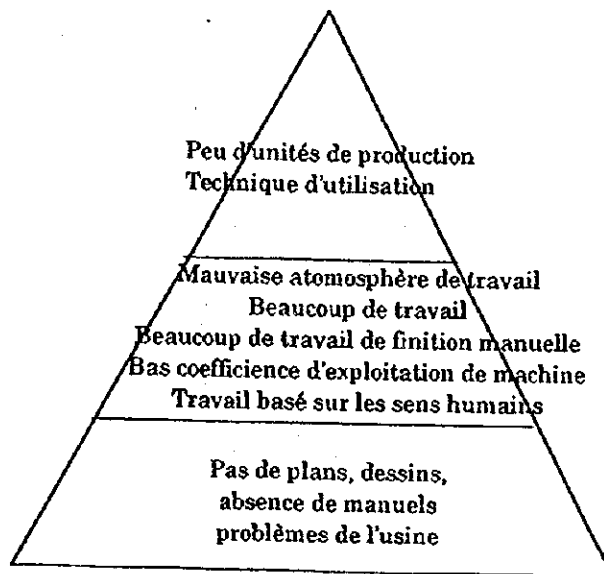 Peu d'unités de production
Technique d'utilisation
Mauvaise atomosphère de travail
Beaucoup de travail
Beaucoup de travail de finition manuelle
Bas coefficience d'exploitation de machine
Travail basé sur les sens humains
Pas de plans, dessins,
absence de manuels
problèmes de l'usine